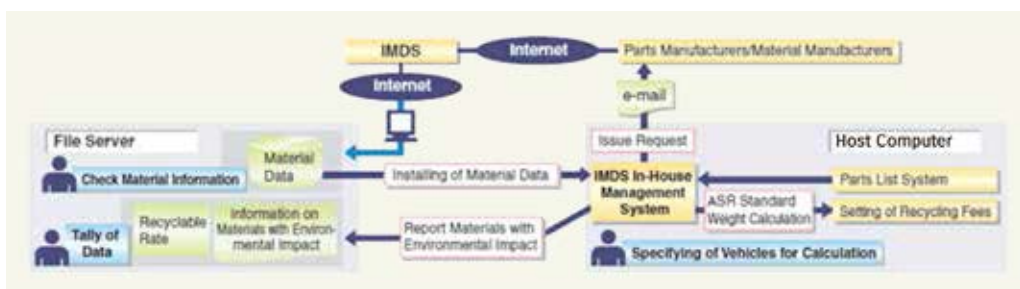 IMDS
Internet
Parts Manufacturers/Material Manufacturers
Internet
e-mail
File Server
Issue Request
Host Computer
Material
Data
Check Material Information
Installing of Material Data
IMDS In-House
Management
System
Parts List System
ASR Standard
Weight Calculation
Setting of Recycling Fees
Recyclable
Rate
Information on
Materials with Environ-
mental Impact
Report Materials with
Environmental Impact
Tally of
Data
Specifying of Vehicles for Calculation